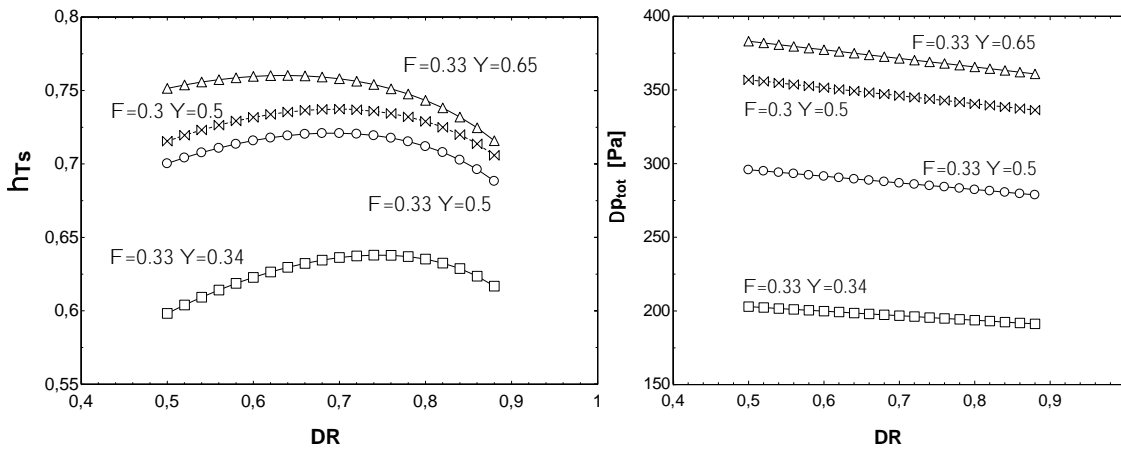 0,8
0,75
0,7
0,65
0,6
0,55
0,4
0,5
0,6
0,7
0,8
0,9
1
hTs
DR
F=0.33 Y=0.65
F=0.3 Y=0.5
F=0.33 Y=0.5
F=0.33 Y=0.34
400
350
300
250
200
150
0,4
0,5
0,6
0,7
0,8
0,9
Dptot [Pa]
DR
F=0.33 Y=0.65
F=0.3 Y=0.5
F=0.33 Y=0.5
F=0.33 Y=0.34